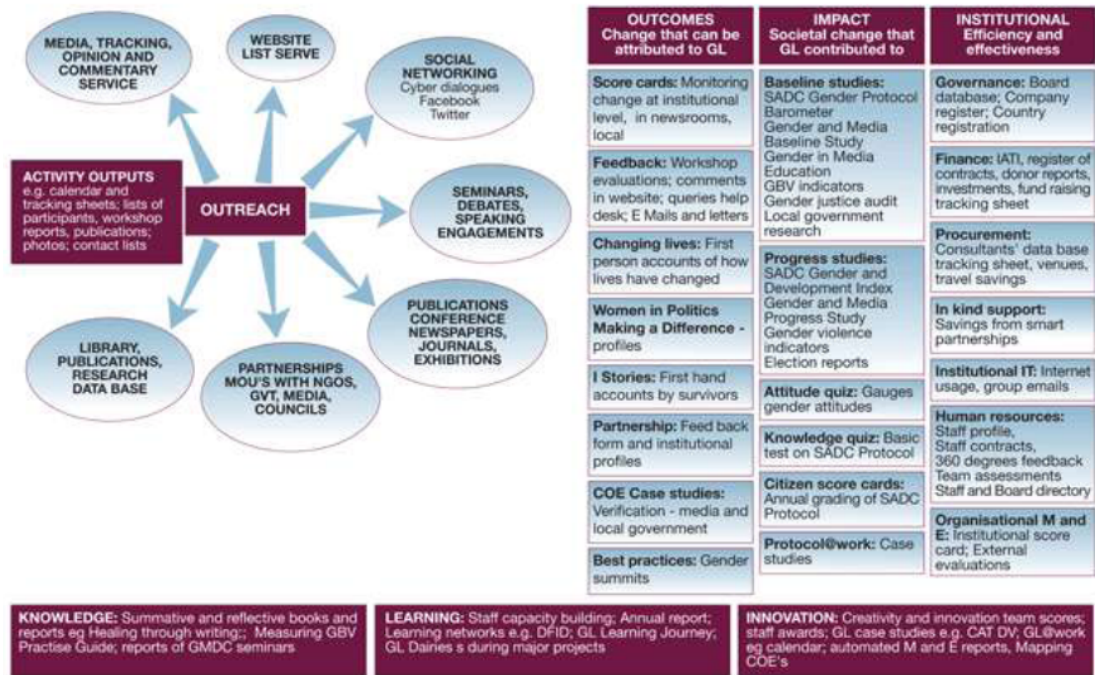 MEDIA, TRACKING,
OPINION AND
COMMENTARY
SERVICE
WEBSITE
LIST SERVE
SOCIAL
NETWORKING
Cyber dialogues
Facebook
Twitter
ACTIVITY OUTPUTS
e.g. calendar and
tracking sheets; lists of
participants, workshop
reports, publications;
photos; contact lists
OUTREACH
SEMINARS,
DEBATES,
SPEAKING
ENGAGEMENTS
LIBRARY,
PUBLICATIONS,
RESEARCH
DATA BASE
PARTNERSHIPS
MOU'S WITH NGOS,
GVT, MEDIA,
COUNCILS
PUBLICATIONS
CONFERENCE
NEWSPAPERS,
JOURNALS,
EXHIBITIONS
OUTCOMES
Change that can be
attributed to GL
Score cards: Monitoring
change at institutional
level, in newsrooms,
local
Feedback: Workshop
evaluations; comments
in website; queries help
desk; E Mails and letters
Changing lives: First
person accounts of how
lives have changed
Women in Politics
Making a Difference -
profiles
I Stories: First hand
accounts by survivors
Partnership: Feed back
form and institutional
profiles
COE Case studies:
Verification - media and
local government
Best practices: Gender
summits
IMPACT
Societal change that
GL contributed to
Baseline studies:
SADC Gender Protocol
Barometer
Gender and Media
Baseline Study
Gender in Media
Education
GBV indicators
Gender justice audit
Local government
research
Progress studies:
SADC Gender and
Development Index
Gender and Media
Progress Study
Gender violence
indicators
Election reports
Attitude quiz: Gauges
gender attitudes
Knowledge quiz: Basic
test on SADC Protocol
Citizen score cards:
Annual grading of SADC
Protocol
Protocol@work: Case
studies
INSTITUTIONAL
Efficiency and
effectiveness
Governance: Board
database; Company
register; Country
registration
Finance: IATI, register of
contracts, donor reports,
investments, fund raising
tracking sheet
Procurement:
Consultants' data base
tracking sheet, venues,
travel savings
In kind support:
Savings from smart
partnerships
Institutional IT: Internet
usage, group emails
Human resources:
Staff profile,
Staff contracts,
360 degrees feedback
Team assessments
Staff and Board directory
Organisational M and
E: Institutional score
card; External
evaluations
KNOWLEDGE: Summative and reflective books and
reports eg Healing through writing;; Measuring GBV
Practise Guide; reports of GMDC seminars
LEARNING: Staff capacity building; Annual report;
Learning networks e.g. DFID; GL Learning Journey;
GL Dairies s during major projects
INNOVATION: Creativity and innovation team scores;
staff awards; GL case studies e.g. CAT DV; GL@work
eg calendar; automated M and E reports, Mapping
COE's